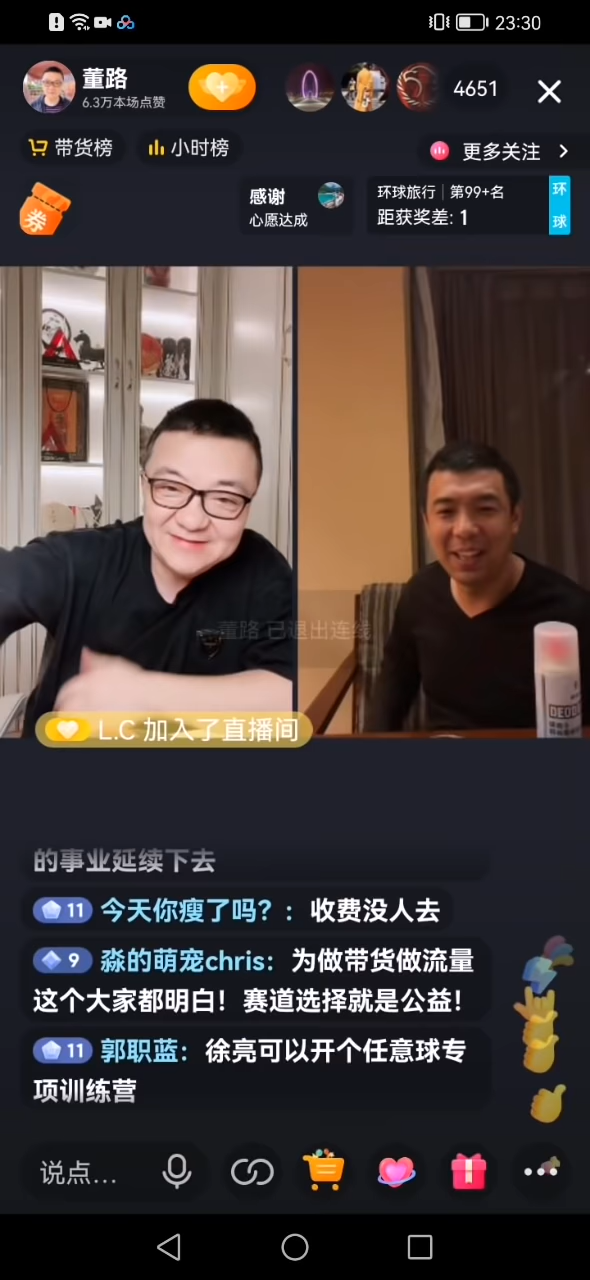 23:30
董路
6.3万本场点赞
4651
带货榜
小时榜
更多关注
券
感谢
心愿达成
环球旅行 第99+名
距获奖差: 1
环
球
董路 已退出连线
DEOD
L.C 加入了直播间
的事业延续下去
11 今天你瘦了吗？: 收费没人去
9 淼的萌宠chris: 为做带货做流量
这个大家都明白！赛道选择就是公益！
11 郭职蓝: 徐亮可以开个任意球专
项训练营
说点...